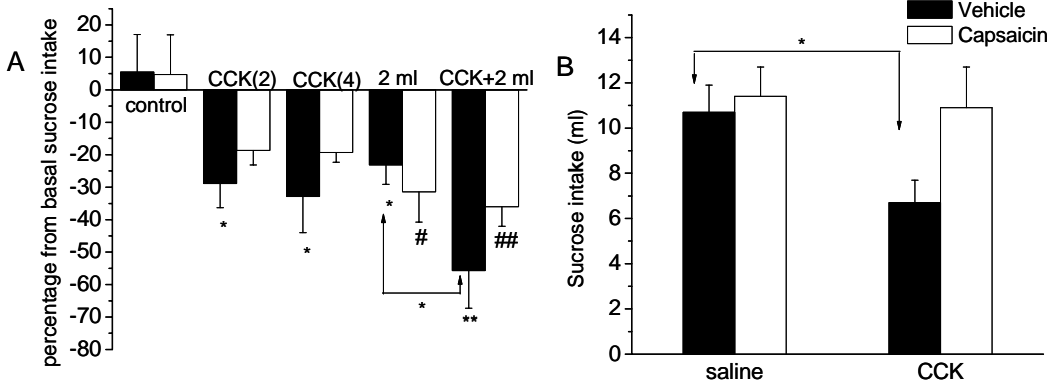 A
percentage from basal sucrose intake
20
10
0
-10
-20
-30
-40
-50
-60
-70
-80
control
CCK(2)
CCK(4)
2 ml
CCK+2 ml
*
*
*
#
**
##
*
B
Vehicle
Capsaicin
Sucrose intake (ml)
14
12
10
8
6
4
2
0
*
saline
CCK